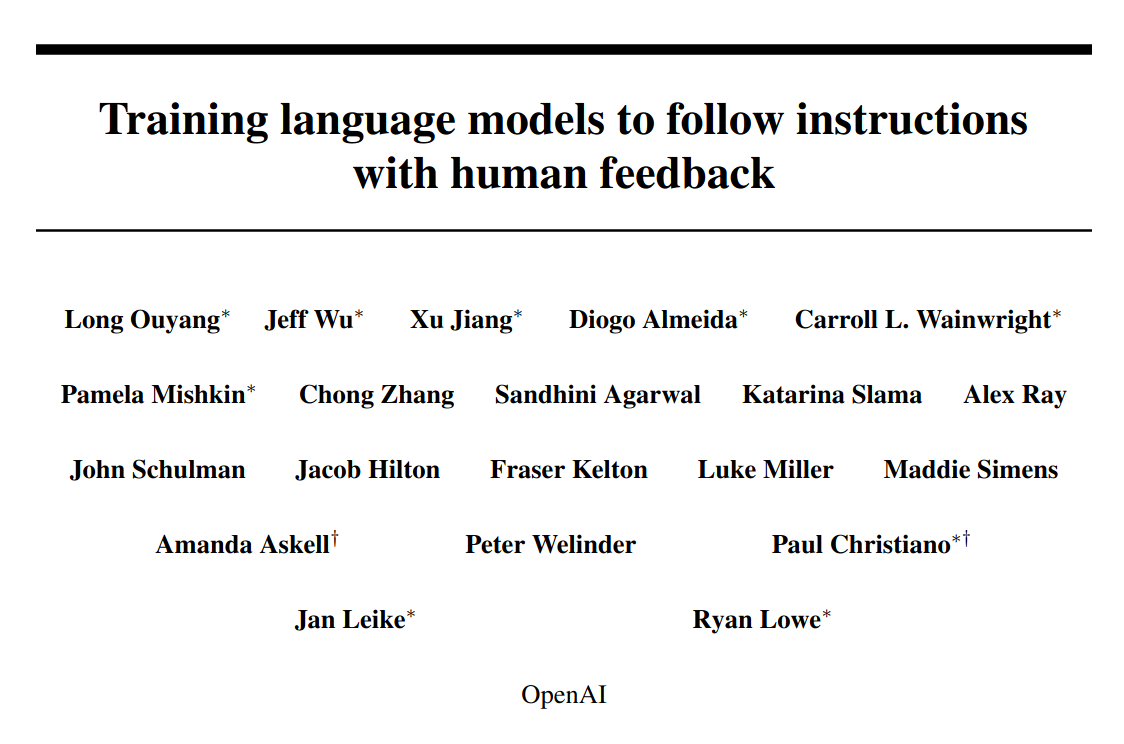 Training language models to follow instructions
with human feedback
Long Ouyang∗ Jeff Wu∗ Xu Jiang∗ Diogo Almeida∗ Carroll L. Wainwright∗
Pamela Mishkin∗ Chong Zhang Sandhini Agarwal Katarina Slama Alex Ray
John Schulman Jacob Hilton Fraser Kelton Luke Miller Maddie Simens
Amanda Askell† Peter Welinder Paul Christiano∗†
Jan Leike∗ Ryan Lowe∗
OpenAI